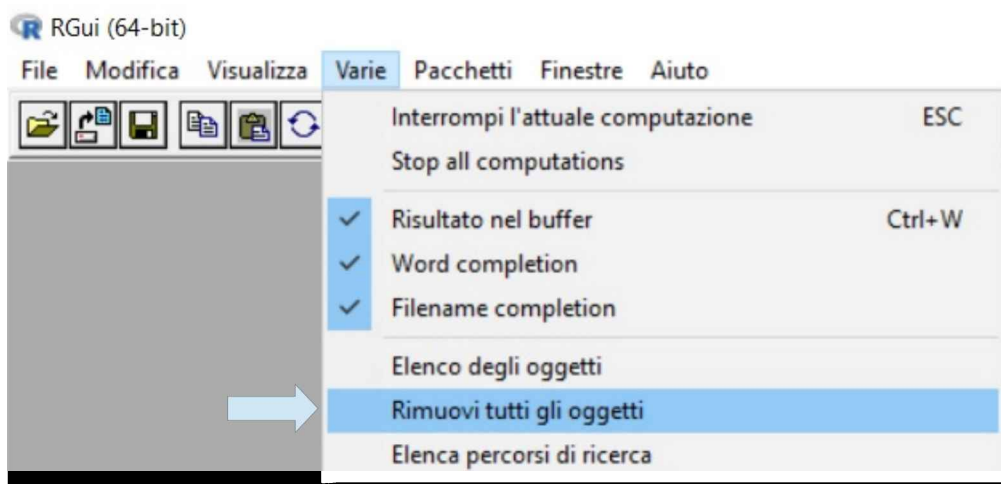 RGui (64-bit)
File Modifica Visualizza Varie Pacchetti Finestre Aiuto
Interrompi l'attuale computazione ESC
Stop all computations
Risultato nel buffer Ctrl+W
Word completion
Filename completion
Elenco degli oggetti
Rimuovi tutti gli oggetti
Elenca percorsi di ricerca